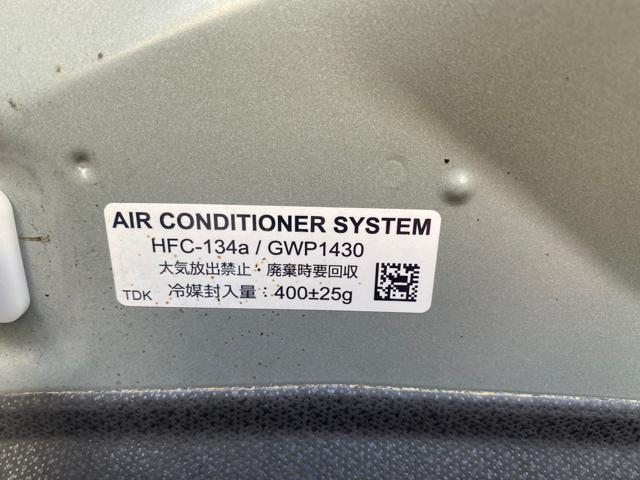 AIR CONDITIONER SYSTEM
HFC-134a / GWP1430
大気放出禁止・廃棄時要回収
TDK 冷媒封入量：400±25g